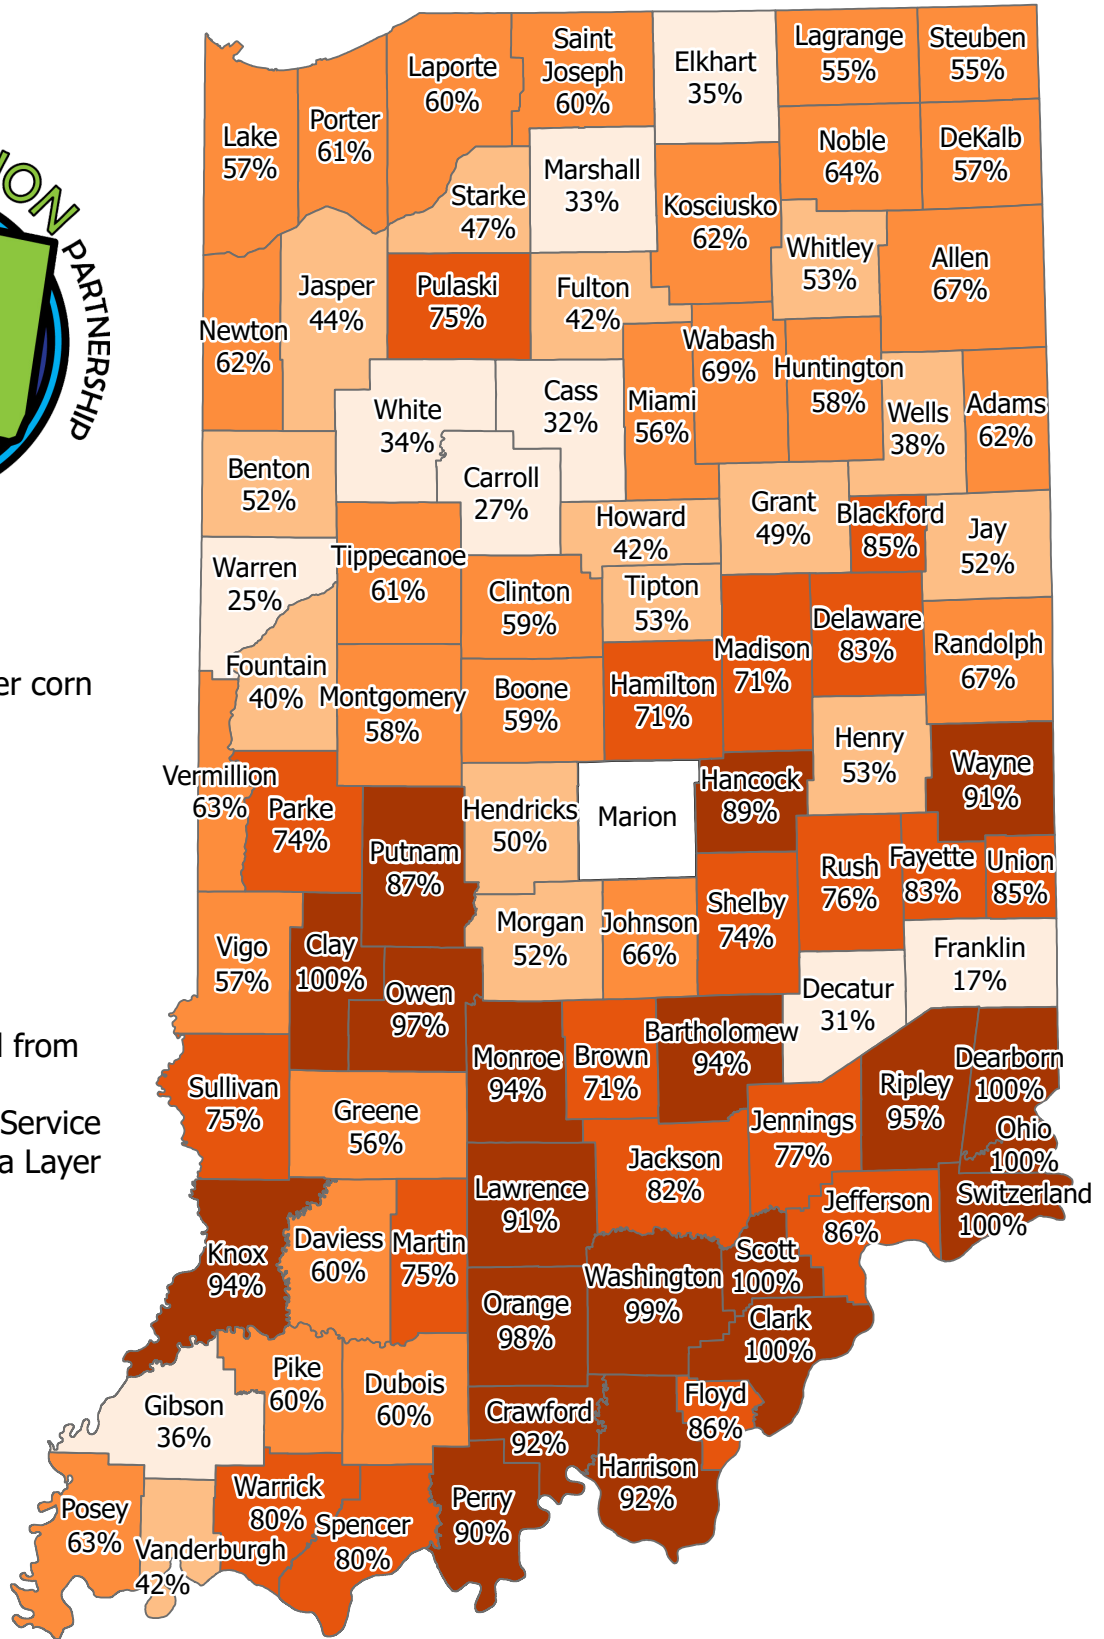 ION PARTNERSHIP
er corn
l from
Service
a Layer
Lake
57%
Porter
61%
Laporte
60%
Saint
Joseph
60%
Elkhart
35%
Lagrange
55%
Steuben
55%
Noble
64%
DeKalb
57%
Starke
47%
Marshall
33%
Kosciusko
62%
Whitley
53%
Allen
67%
Newton
62%
Jasper
44%
Pulaski
75%
Fulton
42%
Wabash
69%
Huntington
58%
White
34%
Cass
32%
Miami
56%
Wells
38%
Adams
62%
Benton
52%
Carroll
27%
Howard
42%
Grant
49%
Blackford
85%
Jay
52%
Warren
25%
Tippecanoe
61%
Clinton
59%
Tipton
53%
Madison
71%
Delaware
83%
Randolph
67%
Fountain
40%
Montgomery
58%
Boone
59%
Hamilton
71%
Henry
53%
Wayne
91%
Vermillion
63%
Parke
74%
Putnam
87%
Hendricks
50%
Marion
Hancock
89%
Rush
76%
Fayette
83%
Union
85%
Vigo
57%
Clay
100%
Owen
97%
Morgan
52%
Johnson
66%
Shelby
74%
Decatur
31%
Franklin
17%
Sullivan
75%
Greene
56%
Monroe
94%
Brown
71%
Bartholomew
94%
Jennings
77%
Ripley
95%
Dearborn
100%
Ohio
100%
Knox
94%
Daviess
60%
Martin
75%
Lawrence
91%
Jackson
82%
Jefferson
86%
Switzerland
100%
Orange
98%
Washington
99%
Scott
100%
Clark
100%
Gibson
36%
Pike
60%
Dubois
60%
Crawford
92%
Floyd
86%
Harrison
92%
Posey
63%
Vanderburgh
42%
Warrick
80%
Spencer
80%
Perry
90%